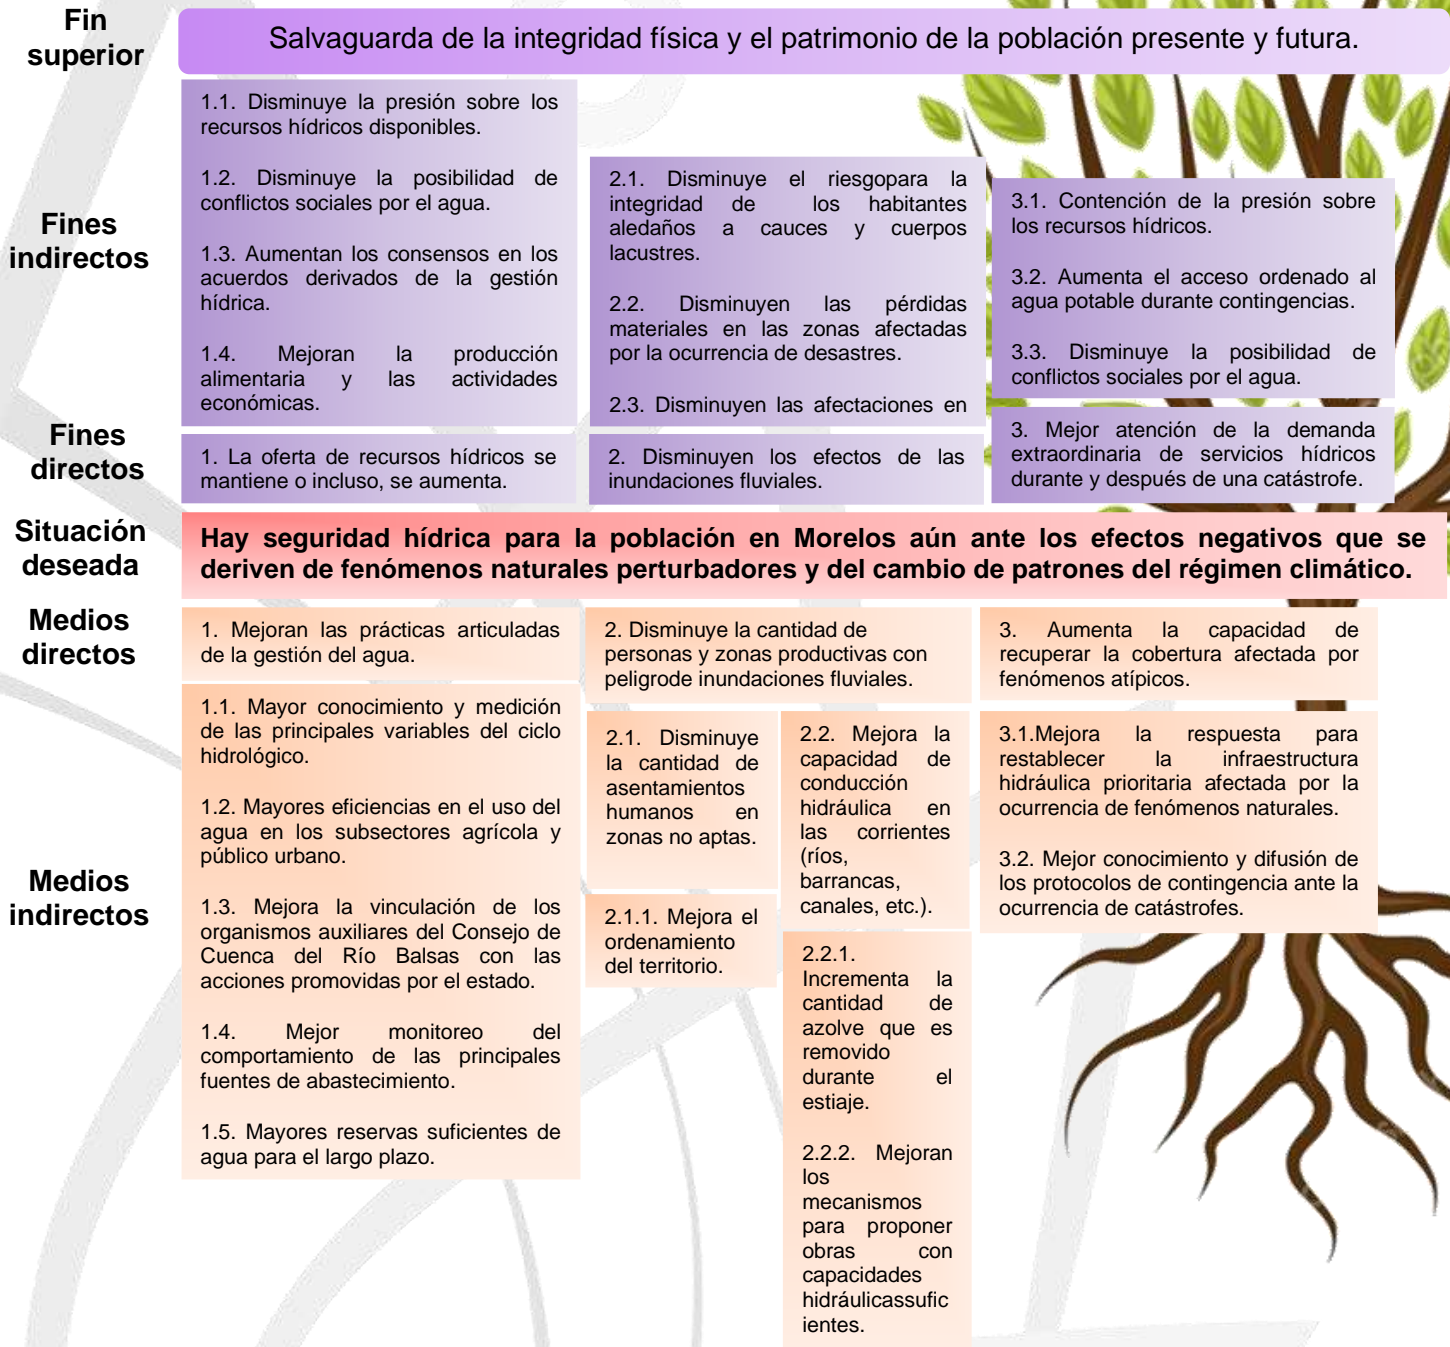 Fin
superior
Salvaguarda de la integridad física y el patrimonio de la población presente y futura.
Fines
indirectos
1.1. Disminuye la presión sobre los
recursos hídricos disponibles.
1.2. Disminuye la posibilidad de
conflictos sociales por el agua.
1.3. Aumentan los consensos en los
acuerdos derivados de la gestión
hídrica.
1.4. Mejoran la producción
alimentaria y las actividades
económicas.
2.1. Disminuye el riesgopara la
integridad de los habitantes
aledaños a cauces y cuerpos
lacustres.
2.2. Disminuyen las pérdidas
materiales en las zonas afectadas
por la ocurrencia de desastres.
2.3. Disminuyen las afectaciones en
3.1. Contención de la presión sobre
los recursos hídricos.
3.2. Aumenta el acceso ordenado al
agua potable durante contingencias.
3.3. Disminuye la posibilidad de
conflictos sociales por el agua.
Fines
directos
1. La oferta de recursos hídricos se
mantiene o incluso, se aumenta.
2. Disminuyen los efectos de las
inundaciones fluviales.
3. Mejor atención de la demanda
extraordinaria de servicios hídricos
durante y después de una catástrofe.
Situación
deseada
Hay seguridad hídrica para la población en Morelos aún ante los efectos negativos que se
deriven de fenómenos naturales perturbadores y del cambio de patrones del régimen climático.
Medios
directos
1. Mejoran las prácticas articuladas
de la gestión del agua.
2. Disminuye la cantidad de
personas y zonas productivas con
peligrode inundaciones fluviales.
3. Aumenta la capacidad de
recuperar la cobertura afectada por
fenómenos atípicos.
Medios
indirectos
1.1. Mayor conocimiento y medición
de las principales variables del ciclo
hidrológico.
1.2. Mayores eficiencias en el uso del
agua en los subsectores agrícola y
público urbano.
1.3. Mejora la vinculación de los
organismos auxiliares del Consejo de
Cuenca del Río Balsas con las
acciones promovidas por el estado.
1.4. Mejor monitoreo del
comportamiento de las principales
fuentes de abastecimiento.
1.5. Mayores reservas suficientes de
agua para el largo plazo.
2.1. Disminuye
la cantidad de
asentamientos
humanos en
zonas no aptas.
2.1.1. Mejora el
ordenamiento
del territorio.
2.2. Mejora la
capacidad de
conducción
hidráulica en
las corrientes
(ríos,
barrancas,
canales, etc.).
2.2.1.
Incrementa la
cantidad de
azolve que es
removido
durante el
estiaje.
2.2.2. Mejoran
los
mecanismos
para proponer
obras con
capacidades
hidráulicassufic
ientes.
3.1.Mejora la respuesta para
restablecer la infraestructura
hidráulica prioritaria afectada por la
ocurrencia de fenómenos naturales.
3.2. Mejor conocimiento y difusión de
los protocolos de contingencia ante la
ocurrencia de catástrofes.